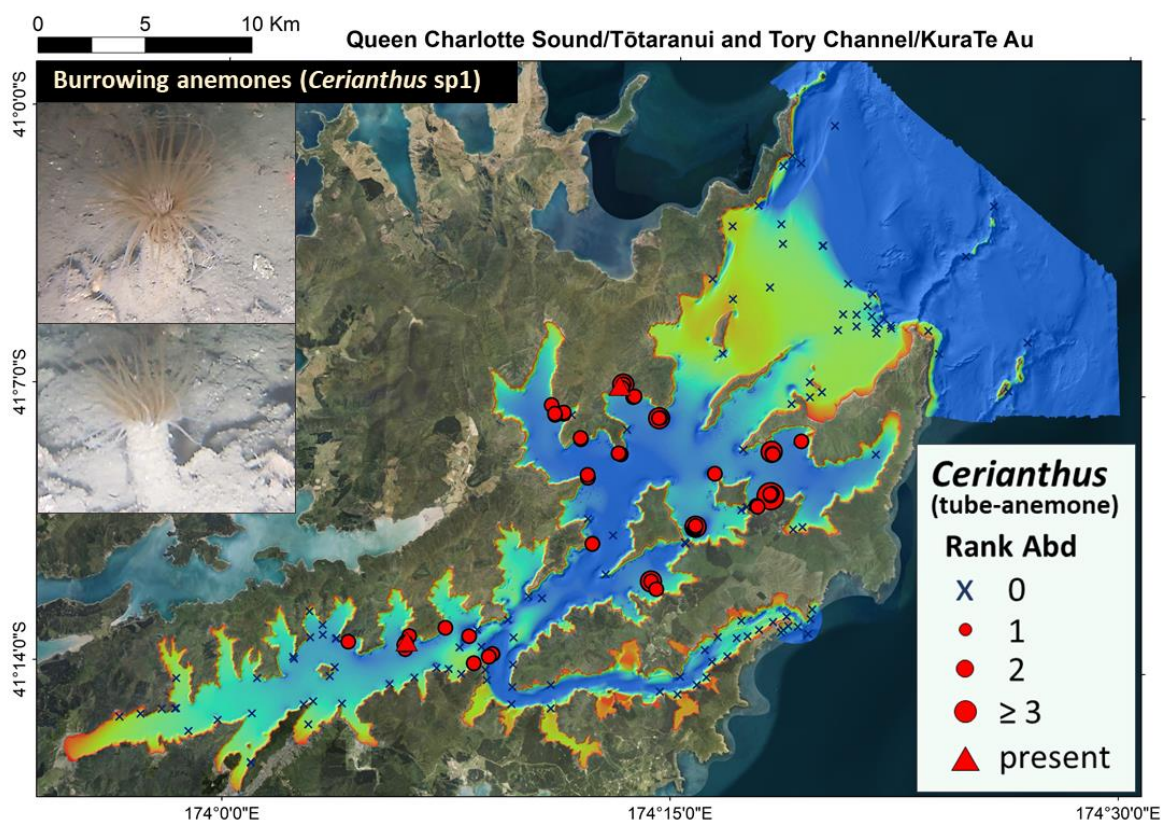 0 5 10 Km
Queen Charlotte Sound/Tōtaranui and Tory Channel/KuraTe Au
Burrowing anemones (Cerianthus sp1)
41°0'0"S
41°7'0"S
41°14'0"S
Cerianthus
(tube-anemone)
Rank Abd
x 0
1
2
≥ 3
present
174°0'0"E 174°15'0"E 174°30'0"E